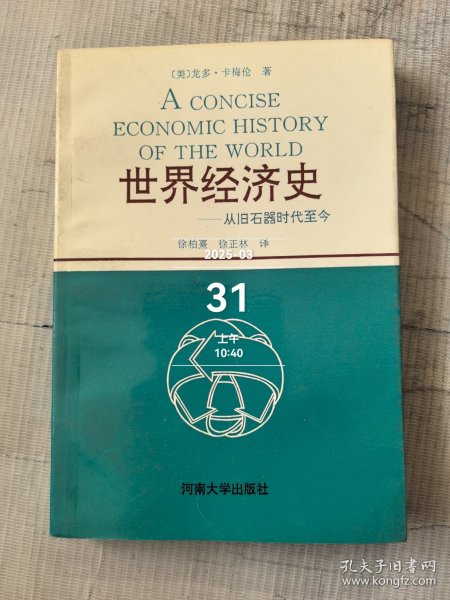 〔美〕龙多·卡梅伦 著
A CONCISE
ECONOMIC HISTORY
OF THE WORLD
世界经济史
——从旧石器时代至今
徐柏熹 徐正林 译
2025-03
31
上午
10:40
河南大学出版社
孔夫子旧书网
www.kongfz.com